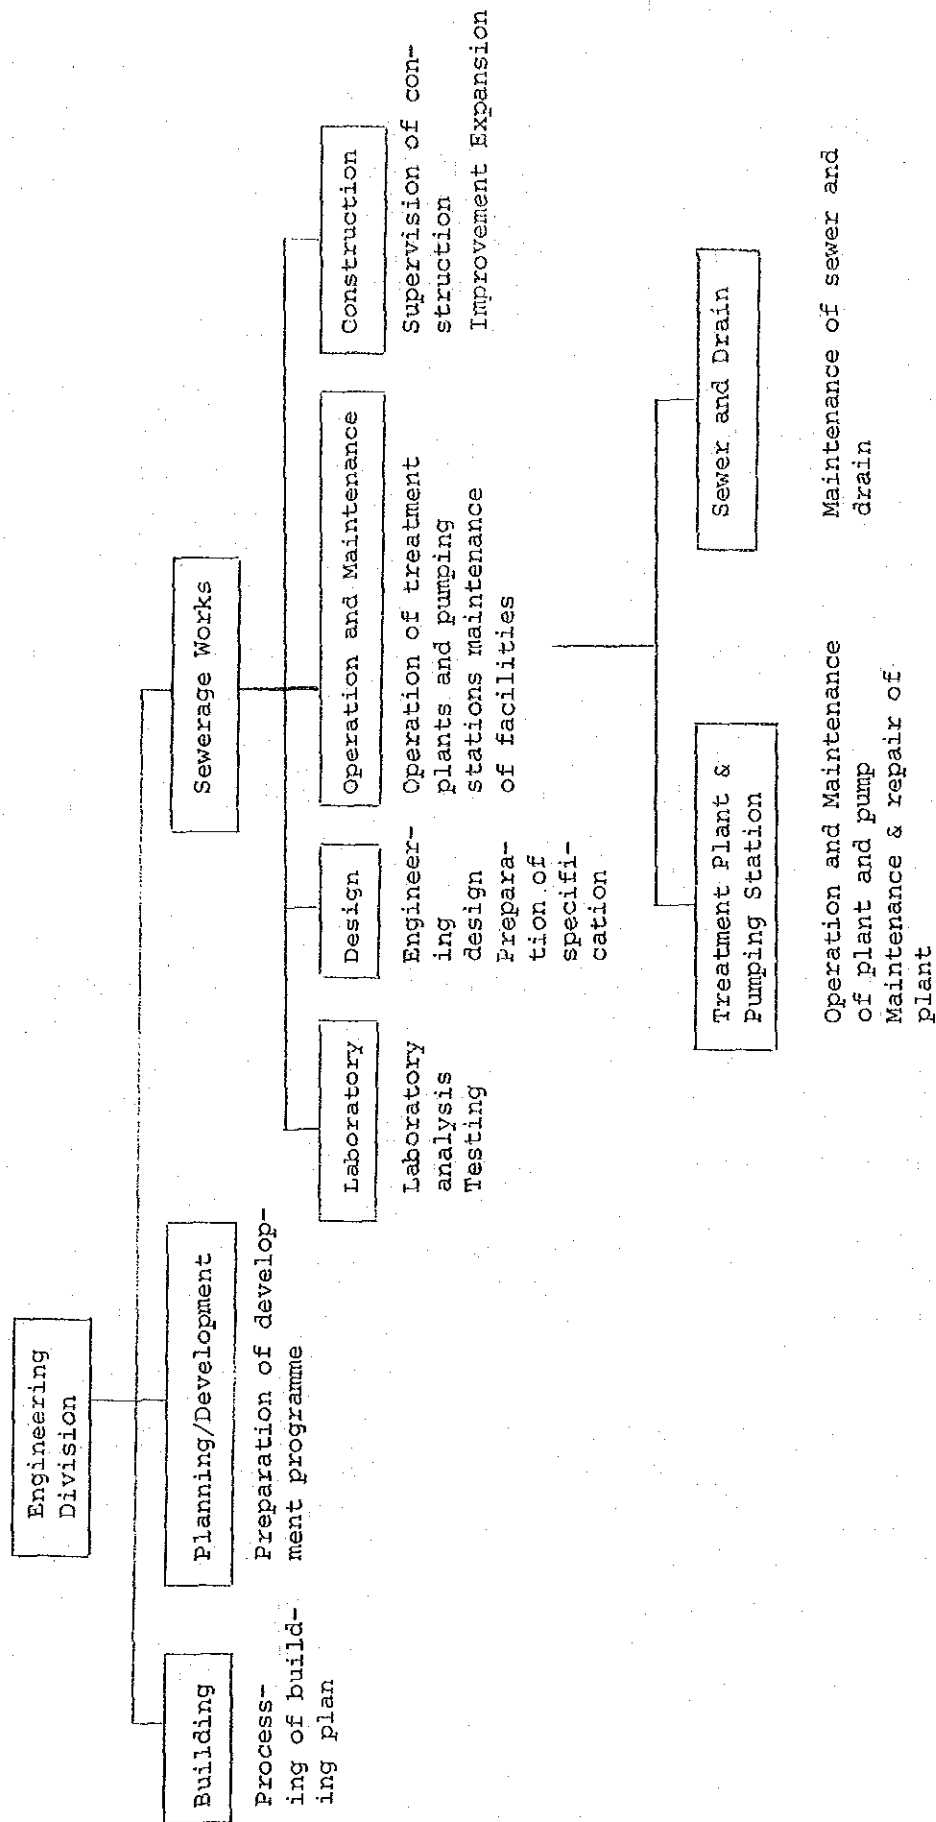 Engineering
Division
Building
Process-
ing of build-
ing plan
Planning/Development
Preparation of develop-
ment programme
Sewerage Works
Laboratory
Laboratory
analysis
Testing
Design
Engineer-
ing
design
Prepara-
tion of
specifi-
cation
Operation and Maintenance
Operation of treatment
plants and pumping
stations maintenance
of facilities
Construction
Supervision of con-
struction
Improvement Expansion
Treatment Plant &
Pumping Station
Operation and Maintenance
of plant and pump
Maintenance & repair of
plant
Sewer and Drain
Maintenance of sewer and
drain